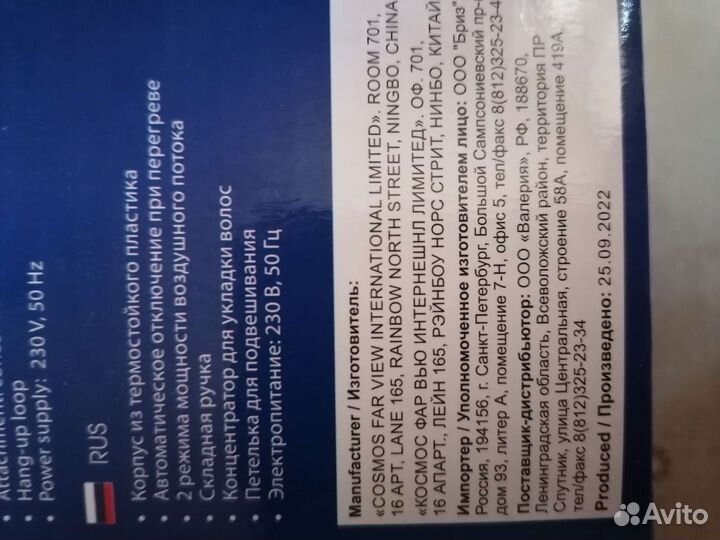 • Hang-up loop
• Power supply: 230 V, 50 Hz
RUS
• Корпус из термостойкого пластика
• Автоматическое отключение при перегреве
• 2 режима мощности воздушного потока
• Складная ручка
• Концентратор для укладки волос
• Петелька для подвешивания
• Электропитание: 230 В, 50 Гц
Manufacturer / Изготовитель:
«COSMOS FAR VIEW INTERNATIONAL LIMITED». ROOM 701,
16 APT, LANE 165, RAINBOW NORTH STREET, NINGBO, CHINA
«КОСМОС ФАР ВЬЮ ИНТЕРНЕШНЛ ЛИМИТЕД». ОФ. 701,
16 АПАРТ., ЛЕЙН 165, РЭЙНБОУ НОРС СТРИТ, НИНБО, КИТАЙ
Импортер / Уполномоченное изготовителем лицо: ООО "Бриз"
Россия, 194156, г. Санкт-Петербург, Большой Сампсониевский пр-
дом 93, литер А, помещение 7-Н, офис 5, тел/факс 8(812)325-23-
Поставщик-дистрибьютор: ООО «Валерия», РФ, 188670,
Ленинградская область, Всеволожский район, территория ПР
Спутник, улица Центральная, строение 58А, помещение 419А,
тел/факс 8(812)325-23-34
Produced / Произведено: 25.09.2022
Avito